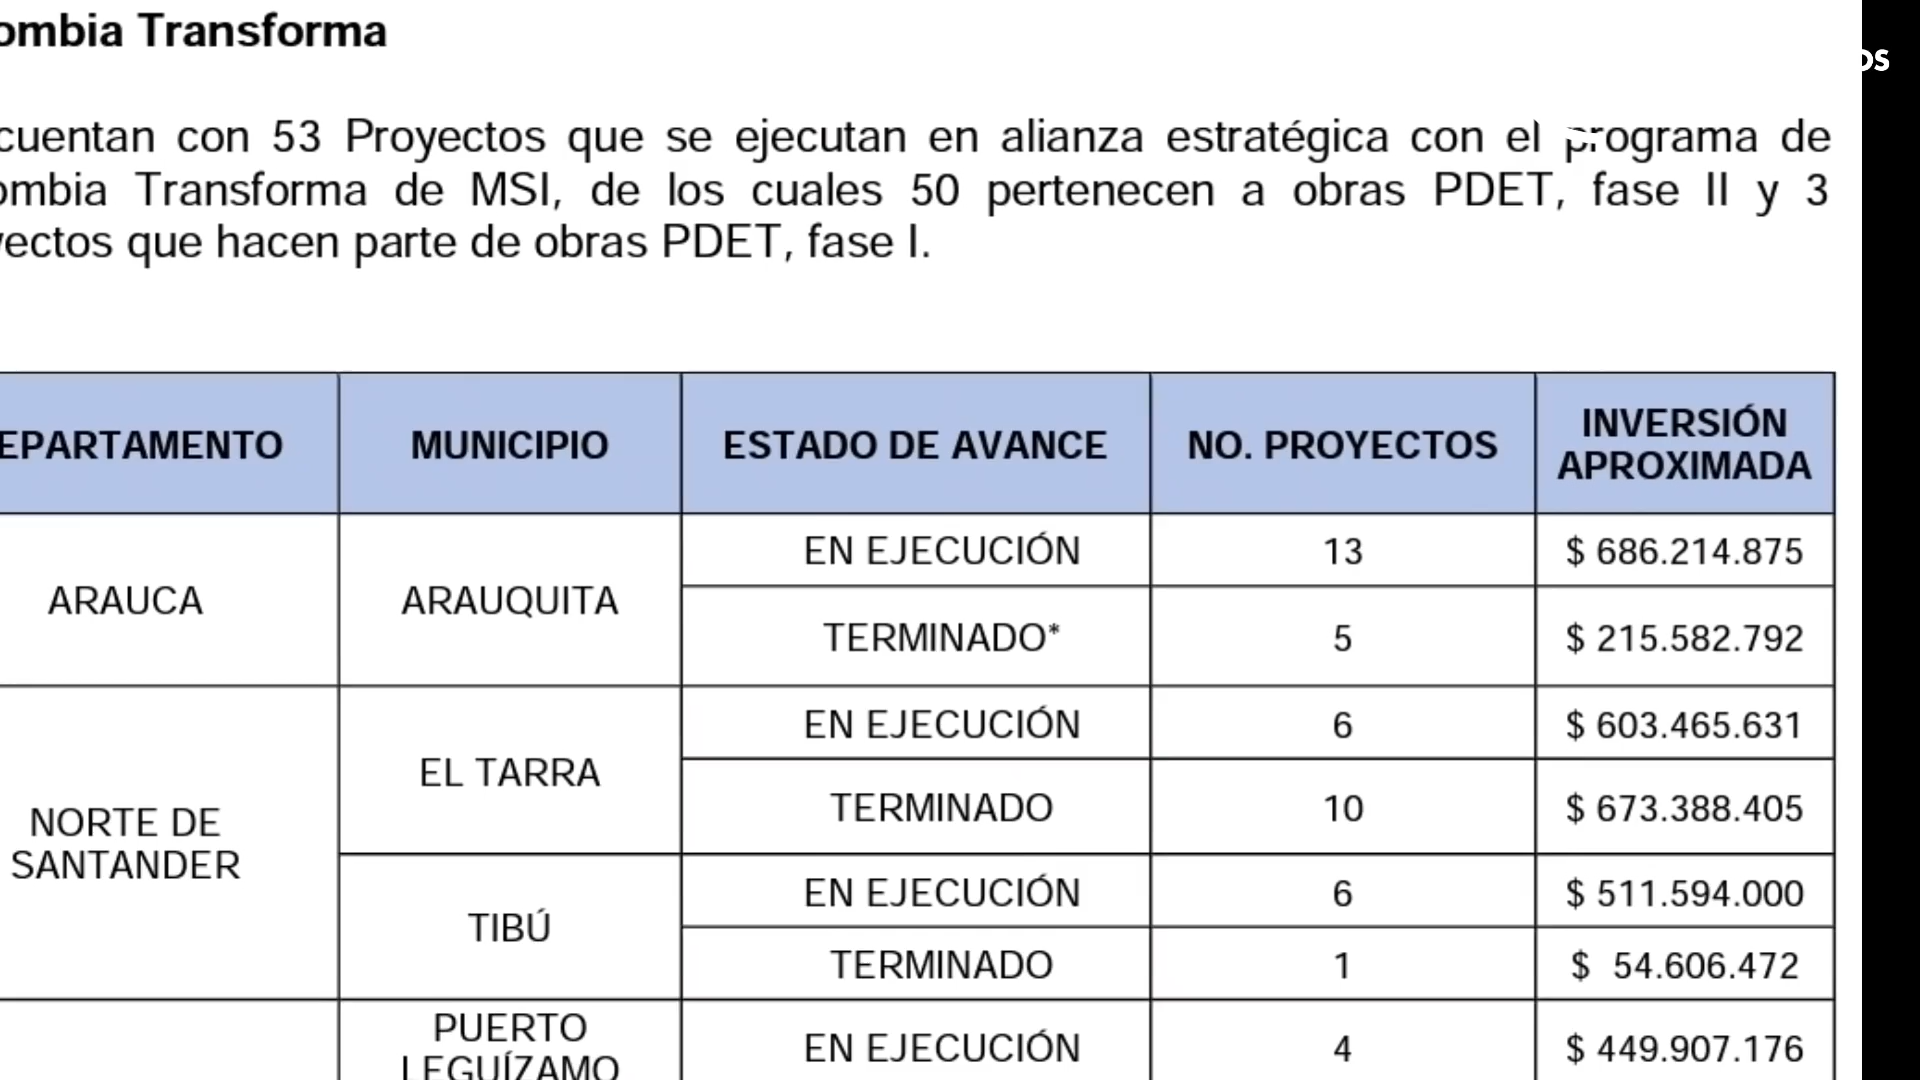 ombia Transforma
os
cuentan con 53 Proyectos que se ejecutan en alianza estratégica con el programa de
ombia Transforma de MSI, de los cuales 50 pertenecen a obras PDET, fase II y 3
yectos que hacen parte de obras PDET, fase I.
EPARTAMENTO MUNICIPIO ESTADO DE AVANCE NO. PROYECTOS INVERSIÓN APROXIMADA
ARAUCA ARAUQUITA EN EJECUCIÓN 13 $ 686.214.875
TERMINADO* 5 $ 215.582.792
NORTE DE SANTANDER EL TARRA EN EJECUCIÓN 6 $ 603.465.631
TERMINADO 10 $ 673.388.405
TIBÚ EN EJECUCIÓN 6 $ 511.594.000
TERMINADO 1 $ 54.606.472
PUERTO LEGUÍZAMO EN EJECUCIÓN 4 $ 449.907.176